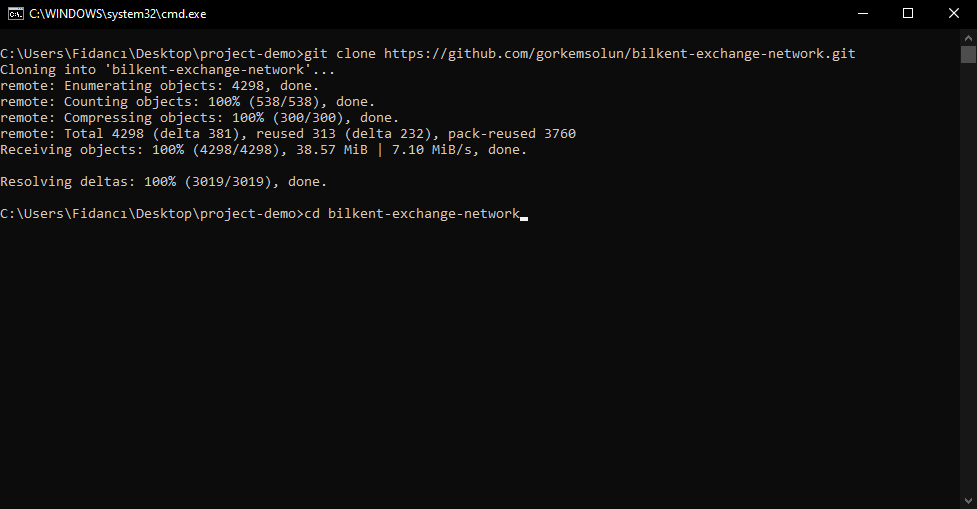 C:\WINDOWS\system32\cmd.exe
C:\Users\Fidancı\Desktop\project-demo>git clone https://github.com/gorkemsolun/bilkent-exchange-network.git
Cloning into 'bilkent-exchange-network'...
remote: Enumerating objects: 4298, done.
remote: Counting objects: 100% (538/538), done.
remote: Compressing objects: 100% (300/300), done.
remote: Total 4298 (delta 381), reused 313 (delta 232), pack-reused 3760
Receiving objects: 100% (4298/4298), 38.57 MiB | 7.10 MiB/s, done.
Resolving deltas: 100% (3019/3019), done.
C:\Users\Fidancı\Desktop\project-demo>cd bilkent-exchange-network